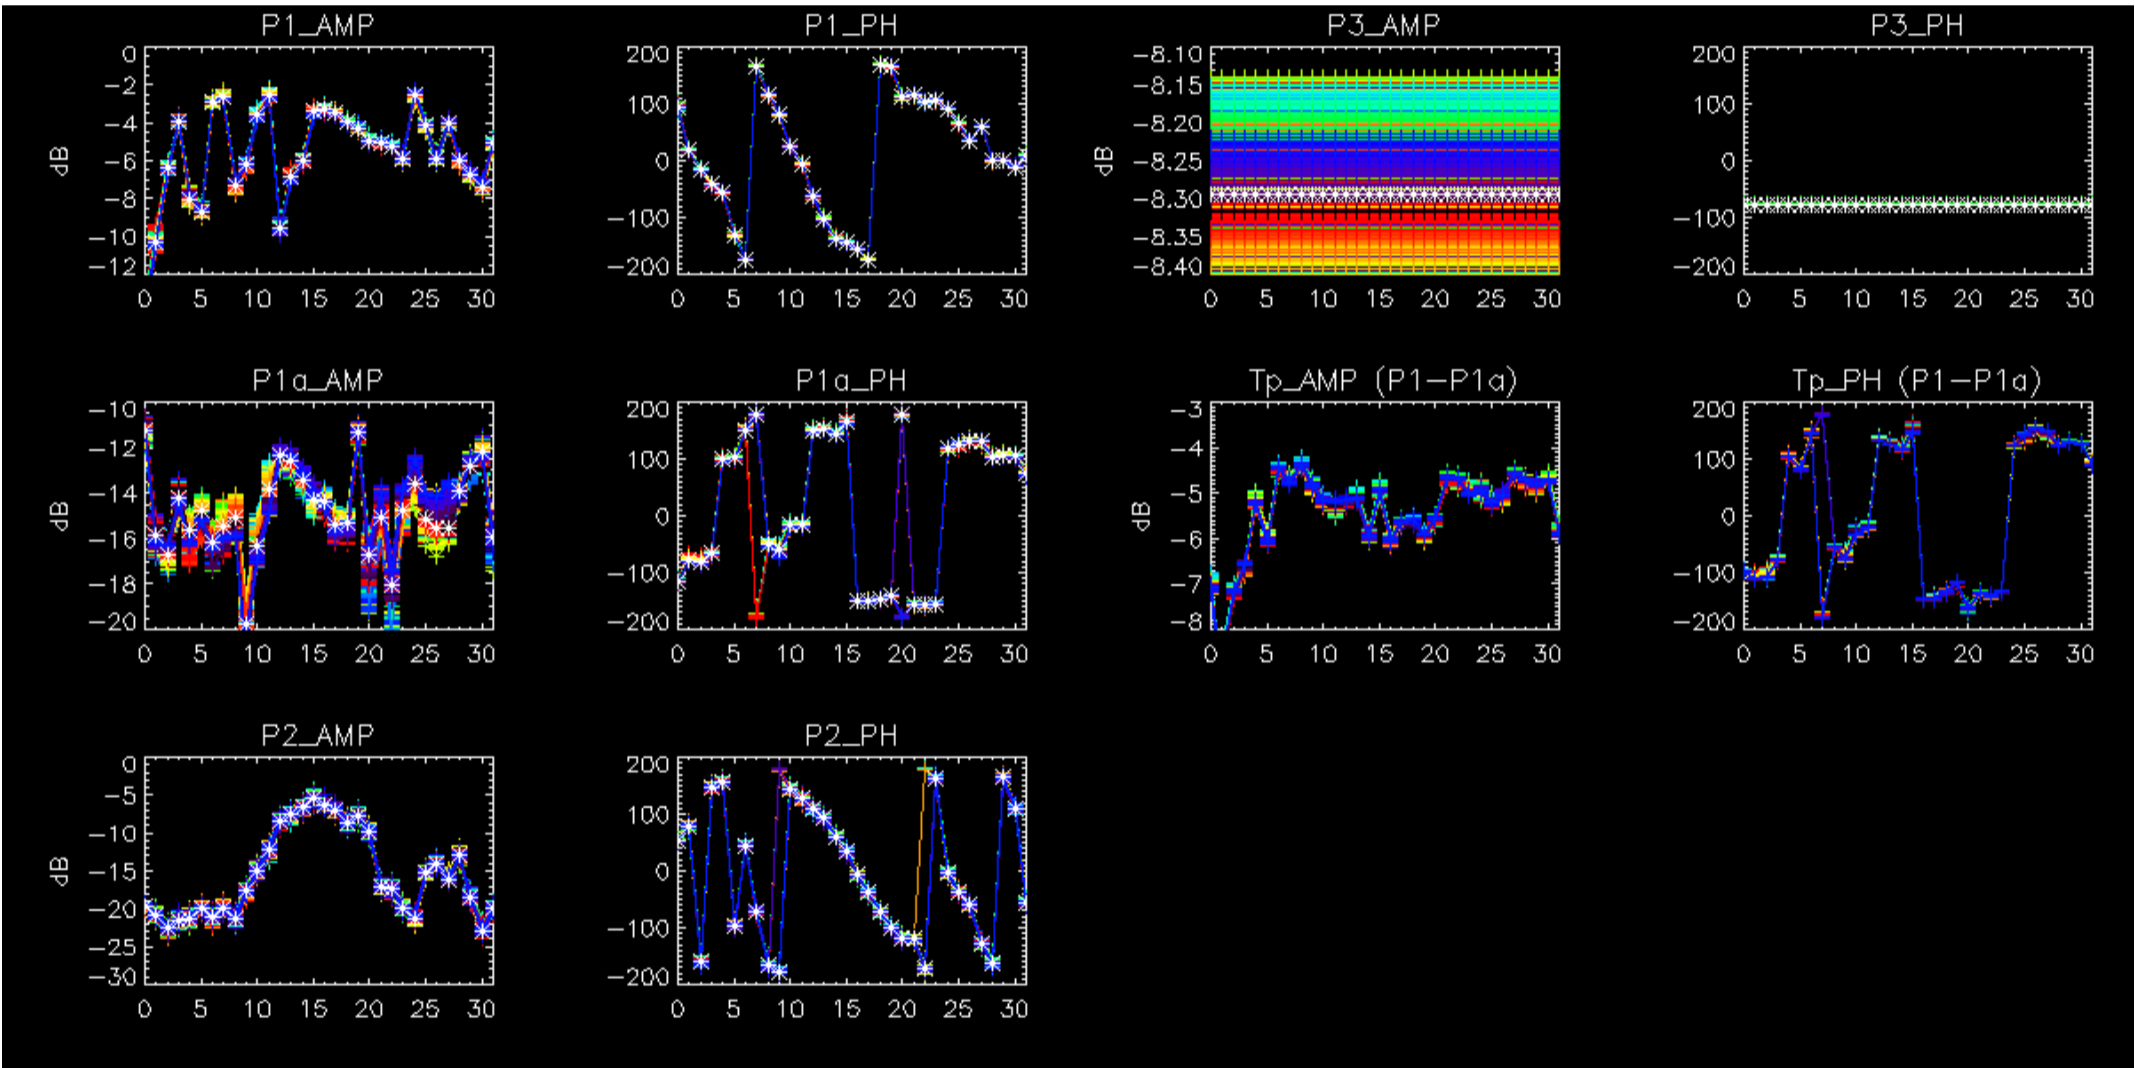 P1_AMP P1_PH P3_AMP P3_PH
0 200 -8.10 200
-2 -8.15
-4 100 -8.20 100
dB -6 0 dB -8.25 0
-8 -8.30
-10 -100 -8.35 -100
-12 -200 -8.40 -200
0 5 10 15 20 25 30 0 5 10 15 20 25 30 0 5 10 15 20 25 30 0 5 10 15 20 25 30
P1a_AMP P1a_PH Tp_AMP (P1-P1a) Tp_PH (P1-P1a)
-10 200 -3 200
-12 100 -4 100
-14 0 -5 0
dB dB
-16 -6
-18 -100 -7 -100
-20 -200 -8 -200
0 5 10 15 20 25 30 0 5 10 15 20 25 30 0 5 10 15 20 25 30 0 5 10 15 20 25 30
P2_AMP P2_PH
0 200
-5 100
-10
dB -15 0
-20 -100
-25
-30 -200
0 5 10 15 20 25 30 0 5 10 15 20 25 30